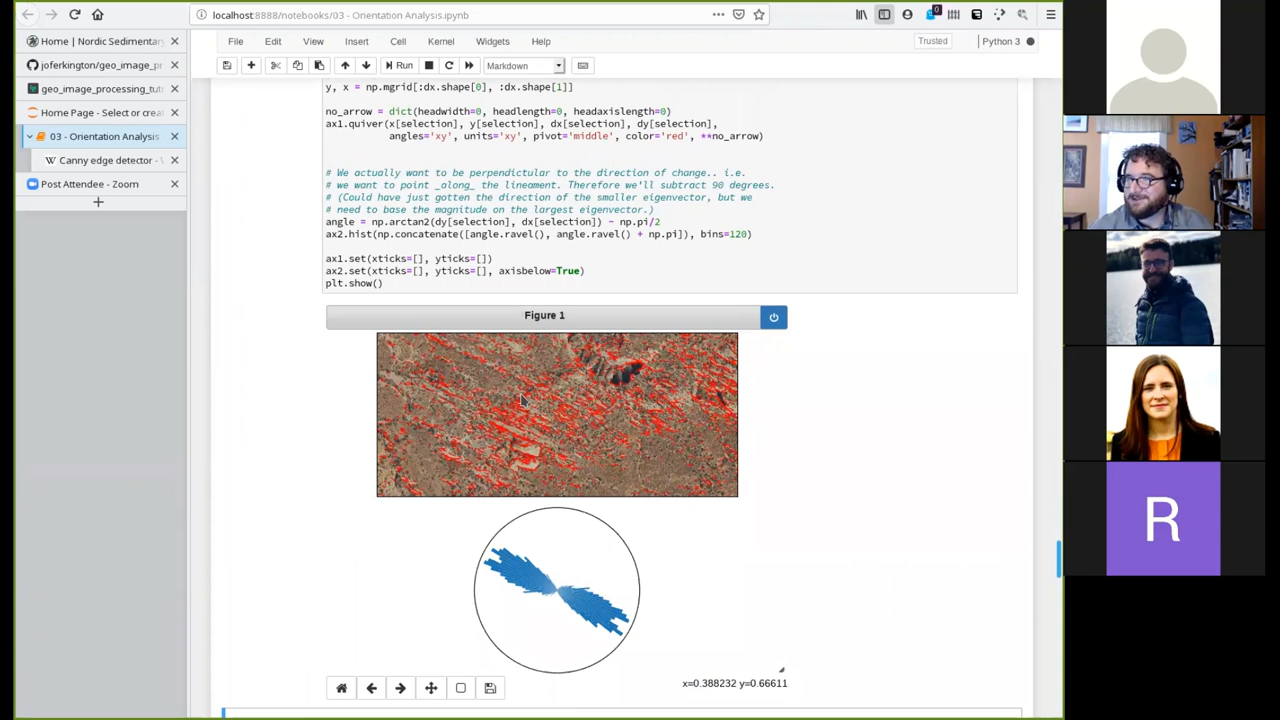 localhost:8888/notebooks/03 - Orientation Analysis.ipynb
0
Home | Nordic Sedimentar
joferkington/geo_image_pr
geo_image_processing_tut
Home Page - Select or crea
03 - Orientation Analysis
Canny edge detector -
Post Attendee - Zoom
File Edit View Insert Cell Kernel Widgets Help
Trusted
Python 3
Run
Markdown
y, x = np.mgrid[:dx.shape[0], :dx.shape[1]]
no_arrow = dict(headwidth=0, headlength=0, headaxislength=0)
ax1.quiver(x[selection], y[selection], dx[selection], dy[selection],
angles='xy', units='xy', pivot='middle', color='red', **no_arrow)
# We actually want to be perpendictular to the direction of change.. i.e.
# we want to point _along_ the lineament. Therefore we'll subtract 90 degrees.
# (Could have just gotten the direction of the smaller eigenvector, but we
# need to base the magnitude on the largest eigenvector.)
angle = np.arctan2(dy[selection], dx[selection]) - np.pi/2
ax2.hist(np.concatenate([angle.ravel(), angle.ravel() + np.pi]), bins=120)
ax1.set(xticks=[], yticks=[])
ax2.set(xticks=[], yticks=[], axisbelow=True)
plt.show()
Figure 1
x=0.388232 y=0.66611
R